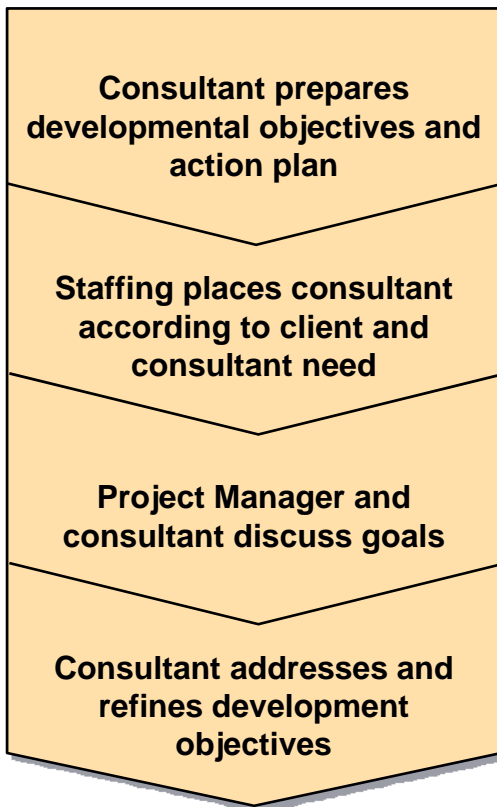 Consultant prepares
developmental objectives and
action plan
Staffing places consultant
according to client and
consultant need
Project Manager and
consultant discuss goals
Consultant addresses and
refines development
objectives